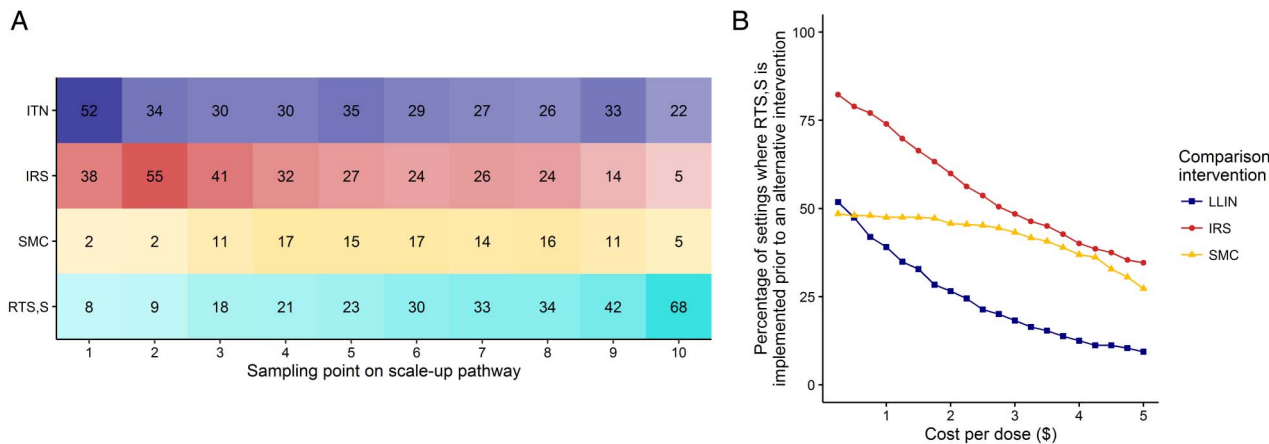 A
ITN 52 34 30 30 35 29 27 26 33 22
IRS 38 55 41 32 27 24 26 24 14 5
SMC 2 2 11 17 15 17 14 16 11 5
RTS,S 8 9 18 21 23 30 33 34 42 68
1 2 3 4 5 6 7 8 9 10
Sampling point on scale-up pathway
B
Percentage of settings where RTS,S is
implemented prior to an alternative intervention
100
75
50
25
0
1 2 3 4 5
Cost per dose ($)
Comparison
intervention
LLIN
IRS
SMC